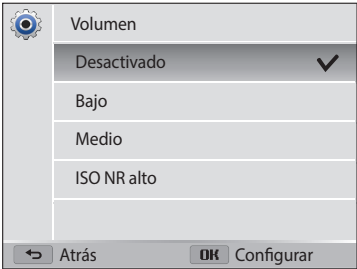 Volumen
Desactivado
Bajo
Medio
ISO NR alto
Atrás OK Configurar